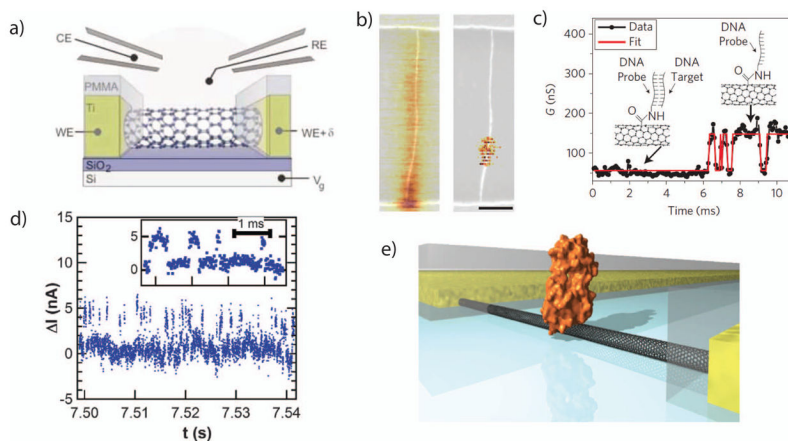 a)
CE
RE
PMMA
Ti
WE
WE+δ
SiO₂
Si
Vg
b)
c)
Data
Fit
DNA
Probe
DNA
Probe
DNA
Target
O
NH
O
NH
G (nS)
400
300
200
100
0
2
4
6
8
10
Time (ms)
d)
15
10
5
0
-5
ΔI (nA)
1 ms
5
0
7.50
7.51
7.52
7.53
7.54
t (s)
e)